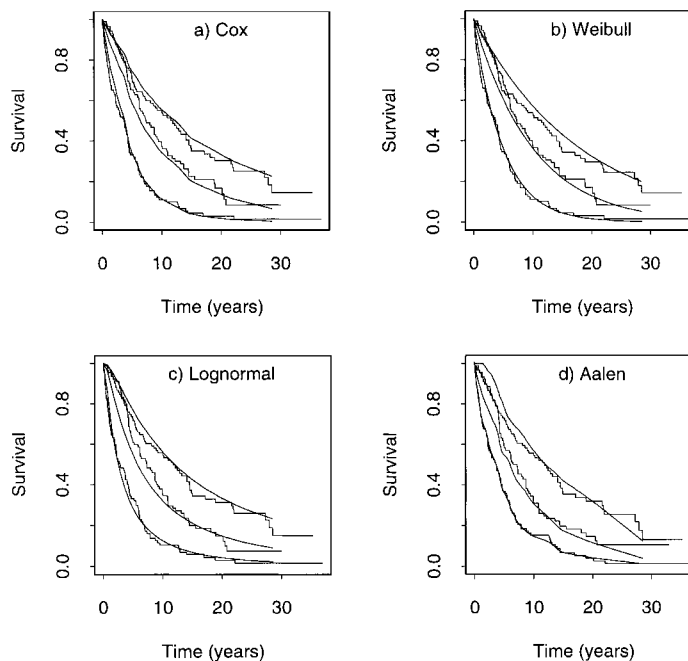 a) Cox
Survival
0.8
0.4
0.0
0 10 20 30
Time (years)
b) Weibull
Survival
0.8
0.4
0.0
0 10 20 30
Time (years)
c) Lognormal
Survival
0.8
0.4
0.0
0 10 20 30
Time (years)
d) Aalen
Survival
0.8
0.4
0.0
0 10 20 30
Time (years)